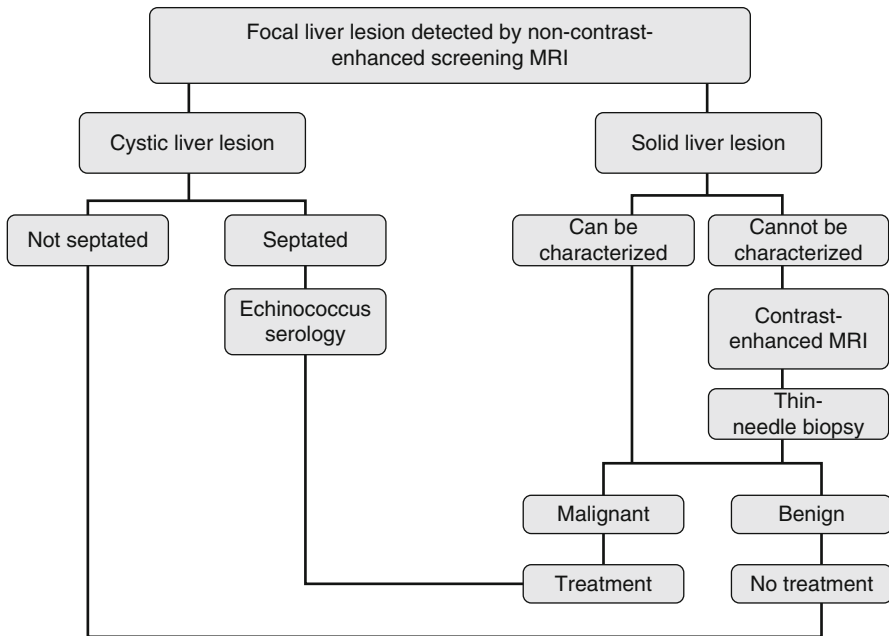 Focal liver lesion detected by non-contrast-
enhanced screening MRI
Cystic liver lesion
Solid liver lesion
Not septated
Septated
Can be
characterized
Cannot be
characterized
Echinococcus
serology
Contrast-
enhanced MRI
Thin-
needle biopsy
Malignant
Benign
Treatment
No treatment